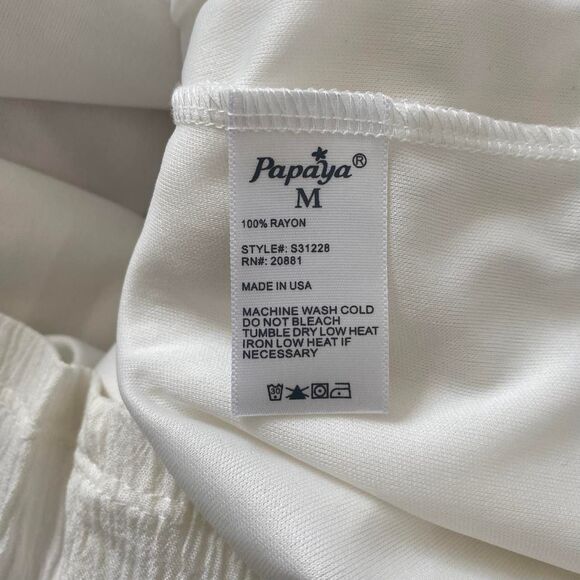 Papaya®
M
100% RAYON
STYLE#: S31228
RN#: 20881
MADE IN USA
MACHINE WASH COLD
DO NOT BLEACH
TUMBLE DRY LOW HEAT
IRON LOW HEAT IF
NECESSARY
30